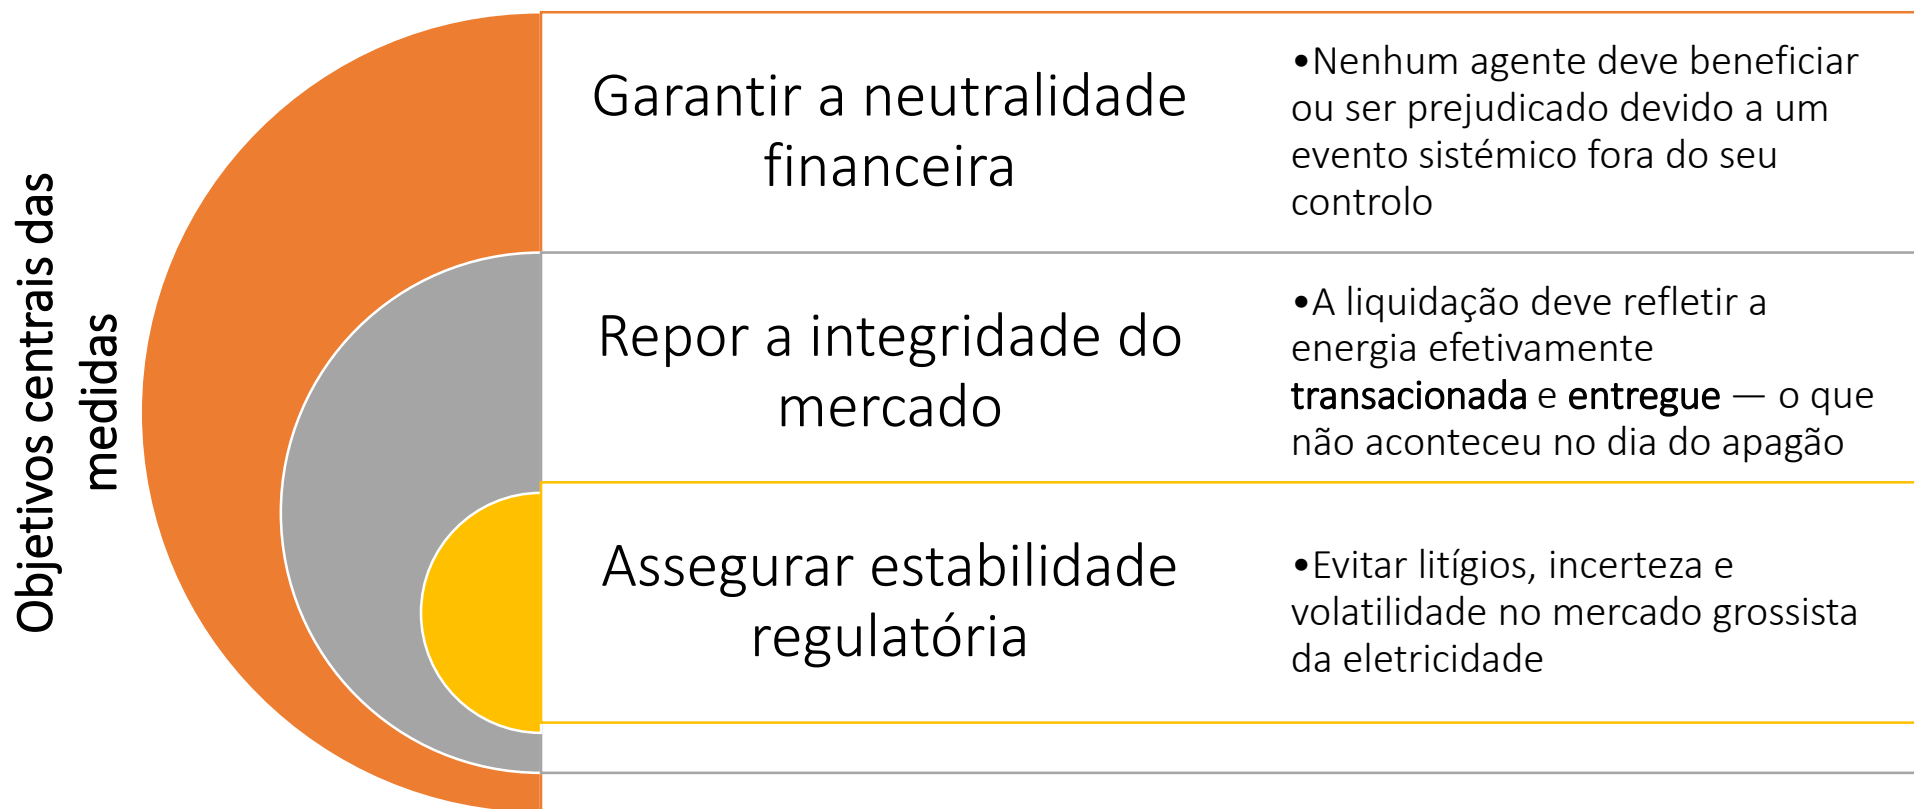 Objetivos centrais das
medidas
Garantir a neutralidade
financeira
•Nenhum agente deve beneficiar
ou ser prejudicado devido a um
evento sistémico fora do seu
controlo
Repor a integridade do
mercado
•A liquidação deve refletir a
energia efetivamente
transacionada e entregue — o que
não aconteceu no dia do apagão
Assegurar estabilidade
regulatória
•Evitar litígios, incerteza e
volatilidade no mercado grossista
da eletricidade